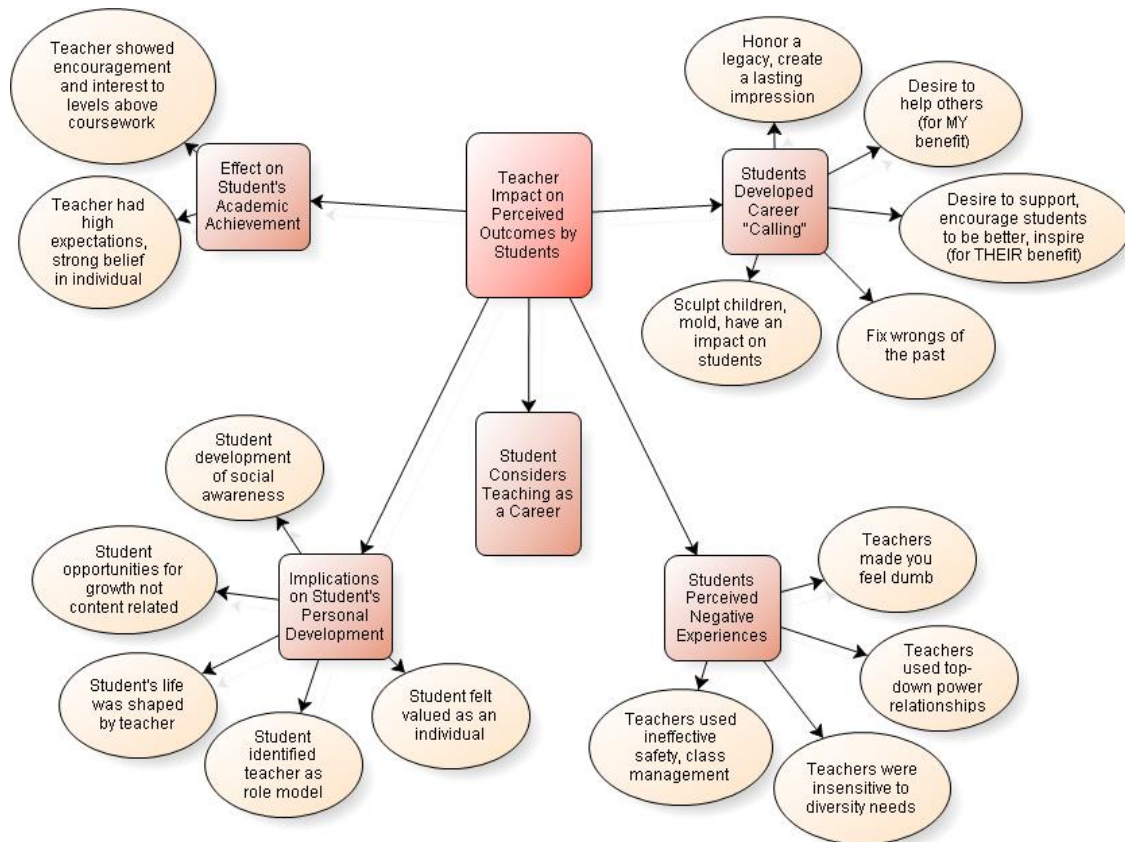 Teacher showed
encouragement
and interest to
levels above
coursework
Effect on
Student's
Academic
Achievement
Teacher had
high
expectations,
strong belief
in individual
Teacher
Impact on
Perceived
Outcomes by
Students
Honor a
legacy, create
a lasting
impression
Desire to
help others
(for MY
benefit)
Students
Developed
Career
"Calling"
Desire to support,
encourage students
to be better, inspire
(for THEIR benefit)
Sculpt children,
mold, have an
impact on
students
Fix wrongs of
the past
Student
Considers
Teaching as
a Career
Student
development
of social
awareness
Student
opportunities for
growth not
content related
Implications
on Student's
Personal
Development
Student's life
was shaped
by teacher
Student
identified
teacher as
role model
Student felt
valued as an
individual
Students
Perceived
Negative
Experiences
Teachers
made you
feel dumb
Teachers
used top-
down power
relationships
Teachers used
ineffective
safety, class
management
Teachers were
insensitive to
diversity needs